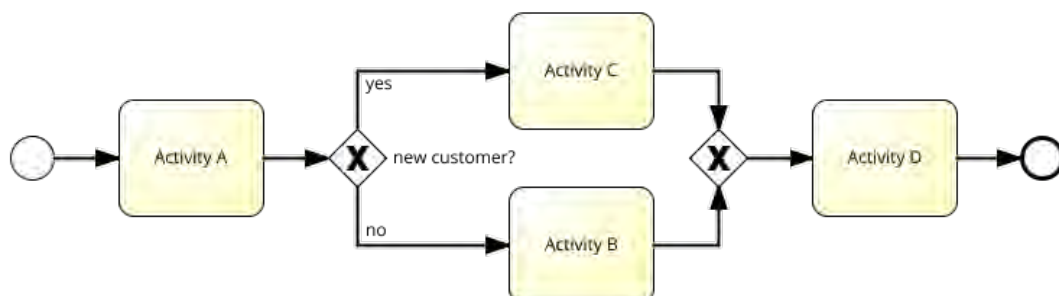 Activity A
yes
new customer?
no
Activity C
Activity B
Activity D